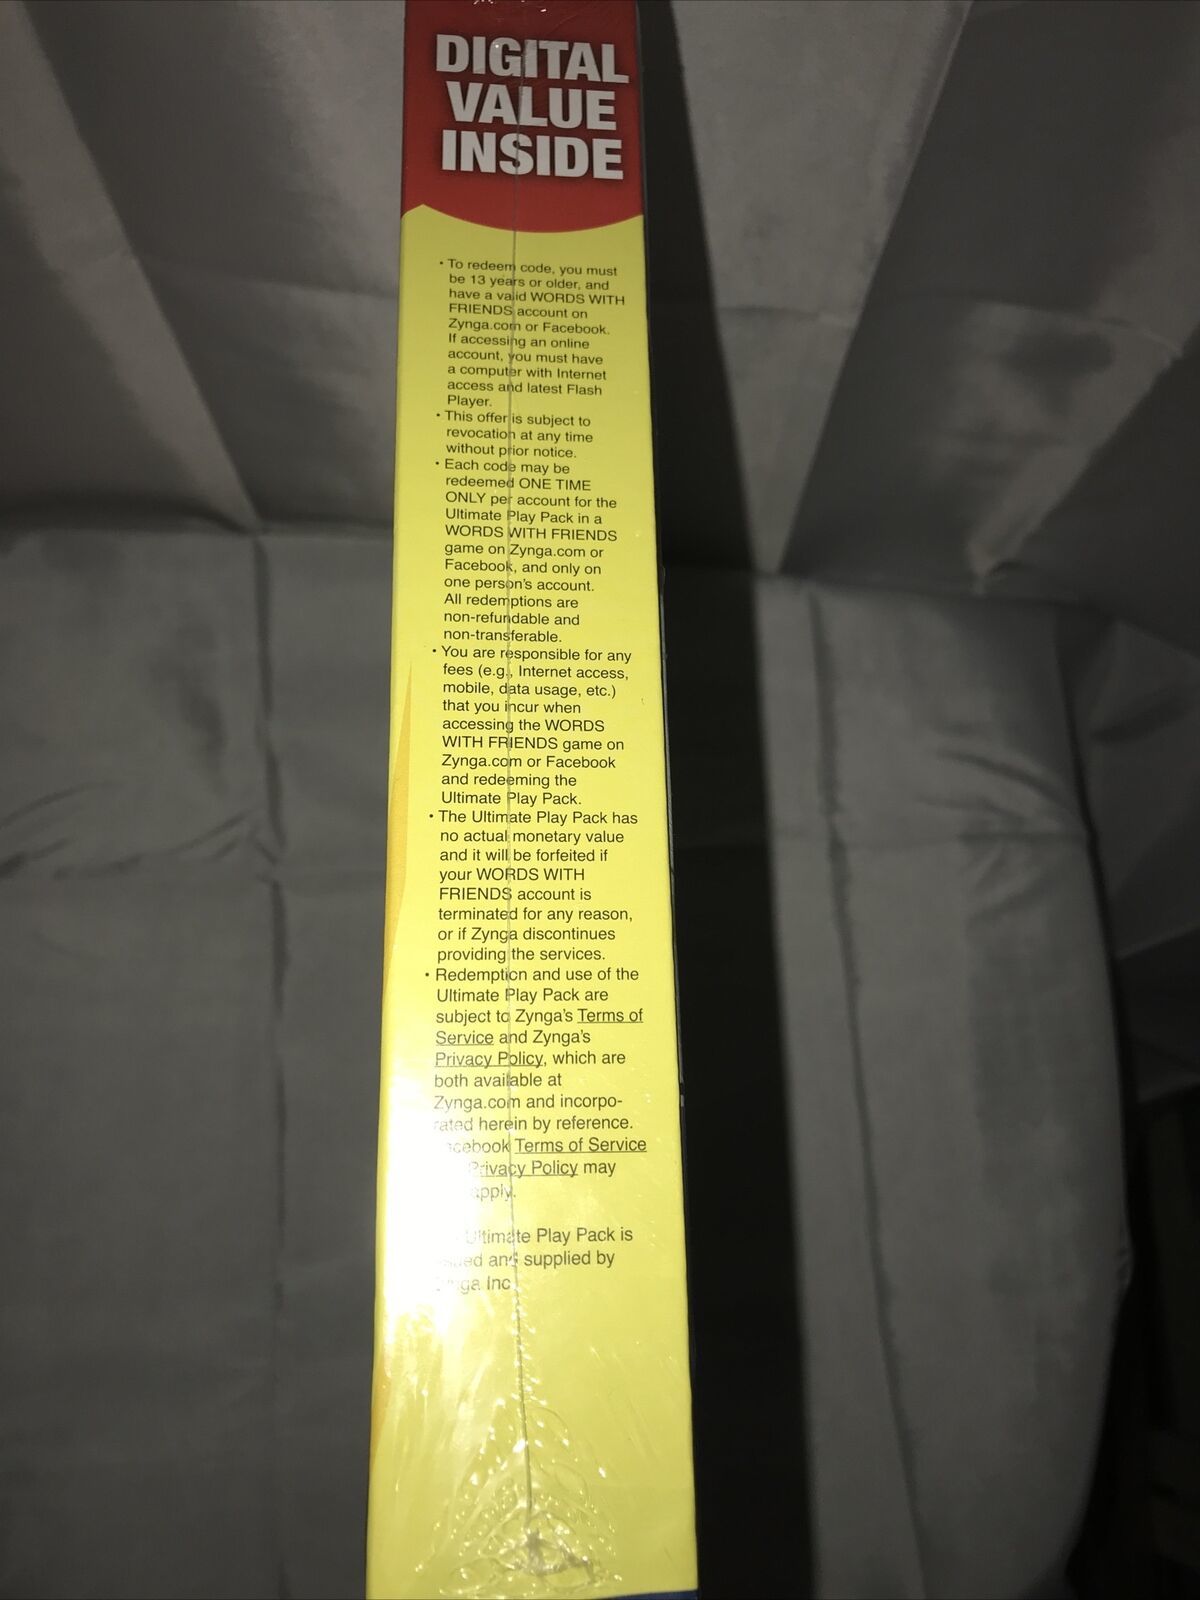 DIGITAL
VALUE
INSIDE
• To redeem code, you must
be 13 years or older, and
have a valid WORDS WITH
FRIENDS account on
Zynga.com or Facebook.
If accessing an online
account, you must have
a computer with Internet
access and latest Flash
Player.
• This offer is subject to
revocation at any time
without prior notice.
• Each code may be
redeemed ONE TIME
ONLY per account for the
Ultimate Play Pack in a
WORDS WITH FRIENDS
game on Zynga.com or
Facebook, and only on
one person's account.
All redemptions are
non-refundable and
non-transferable.
• You are responsible for any
fees (e.g., Internet access,
mobile, data usage, etc.)
that you incur when
accessing the WORDS
WITH FRIENDS game on
Zynga.com or Facebook
and redeeming the
Ultimate Play Pack.
• The Ultimate Play Pack has
no actual monetary value
and it will be forfeited if
your WORDS WITH
FRIENDS account is
terminated for any reason,
or if Zynga discontinues
providing the services.
• Redemption and use of the
Ultimate Play Pack are
subject to Zynga's Terms of
Service and Zynga's
Privacy Policy, which are
both available at
Zynga.com and incorpo-
rated herein by reference.
Facebook Terms of Service
Privacy Policy may
apply.
Ultimate Play Pack is
issued and supplied by
Zynga Inc.